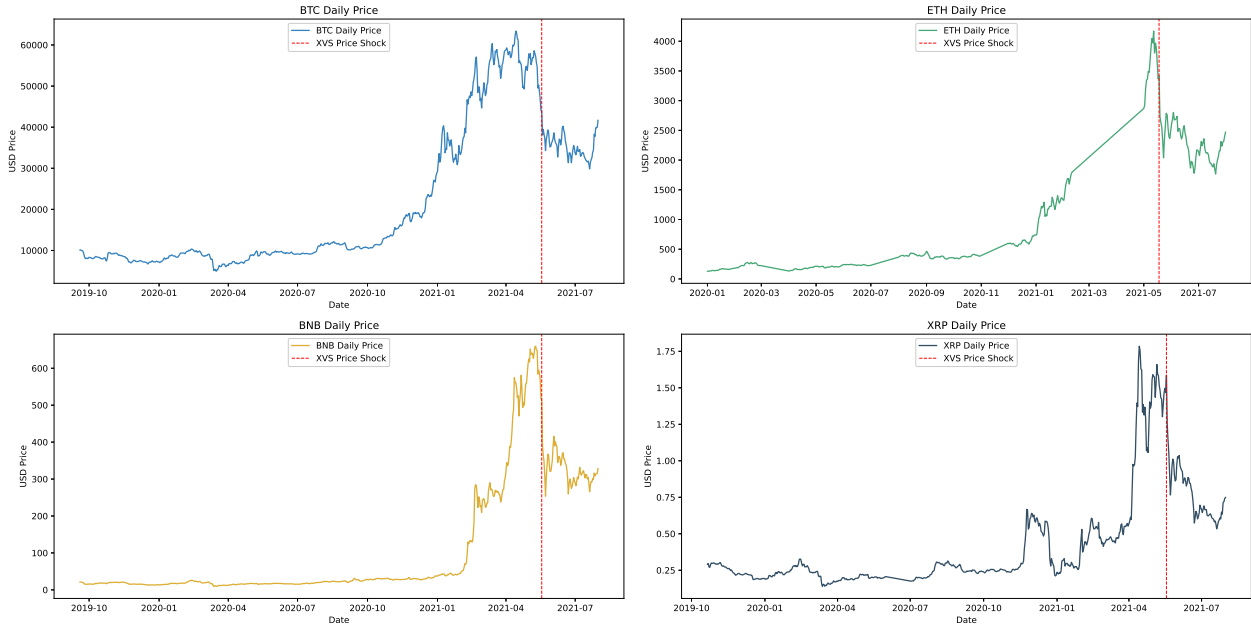 BTC Daily Price
BTC Daily Price
XVS Price Shock
USD Price
60000
50000
40000
30000
20000
10000
2019-10 2020-01 2020-04 2020-07 2020-10 2021-01 2021-04 2021-07
Date
ETH Daily Price
ETH Daily Price
XVS Price Shock
USD Price
4000
3500
3000
2500
2000
1500
1000
500
0
2020-01 2020-03 2020-05 2020-07 2020-09 2020-11 2021-01 2021-03 2021-05 2021-07
Date
BNB Daily Price
BNB Daily Price
XVS Price Shock
USD Price
600
500
400
300
200
100
0
2019-10 2020-01 2020-04 2020-07 2020-10 2021-01 2021-04 2021-07
Date
XRP Daily Price
XRP Daily Price
XVS Price Shock
USD Price
1.75
1.50
1.25
1.00
0.75
0.50
0.25
2019-10 2020-01 2020-04 2020-07 2020-10 2021-01 2021-04 2021-07
Date